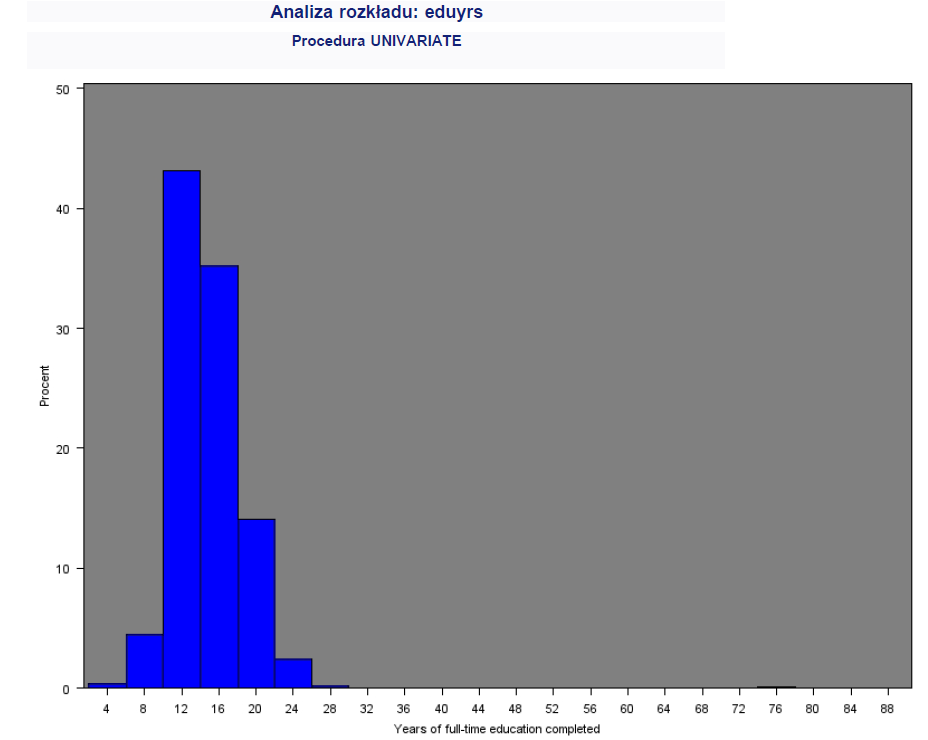 Analiza rozkładu: eduyrs
Procedura UNIVARIATE
50
40
30
20
10
0
Procent
4 8 12 16 20 24 28 32 36 40 44 48 52 56 60 64 68 72 76 80 84 88
Years of full-time education completed